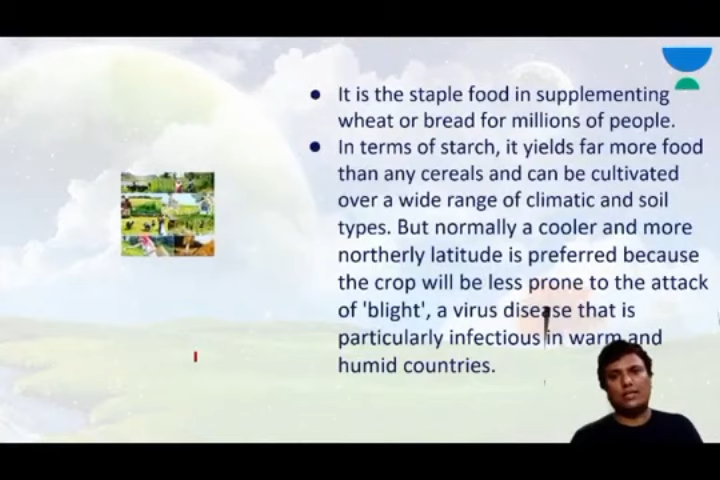 It is the staple food in supplementing
wheat or bread for millions of people.
In terms of starch, it yields far more food
than any cereals and can be cultivated
over a wide range of climatic and soil
types. But normally a cooler and more
northerly latitude is preferred because
the crop will be less prone to the attack
of 'blight', a virus disease that is
particularly infectious in warm and
humid countries.